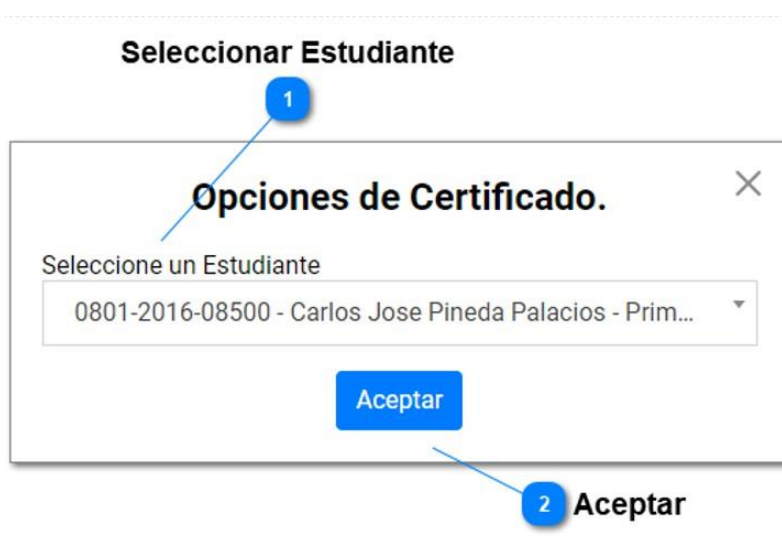 Seleccionar Estudiante
1
Opciones de Certificado.
Seleccione un Estudiante
0801-2016-08500 - Carlos Jose Pineda Palacios - Prim...
Aceptar
2 Aceptar